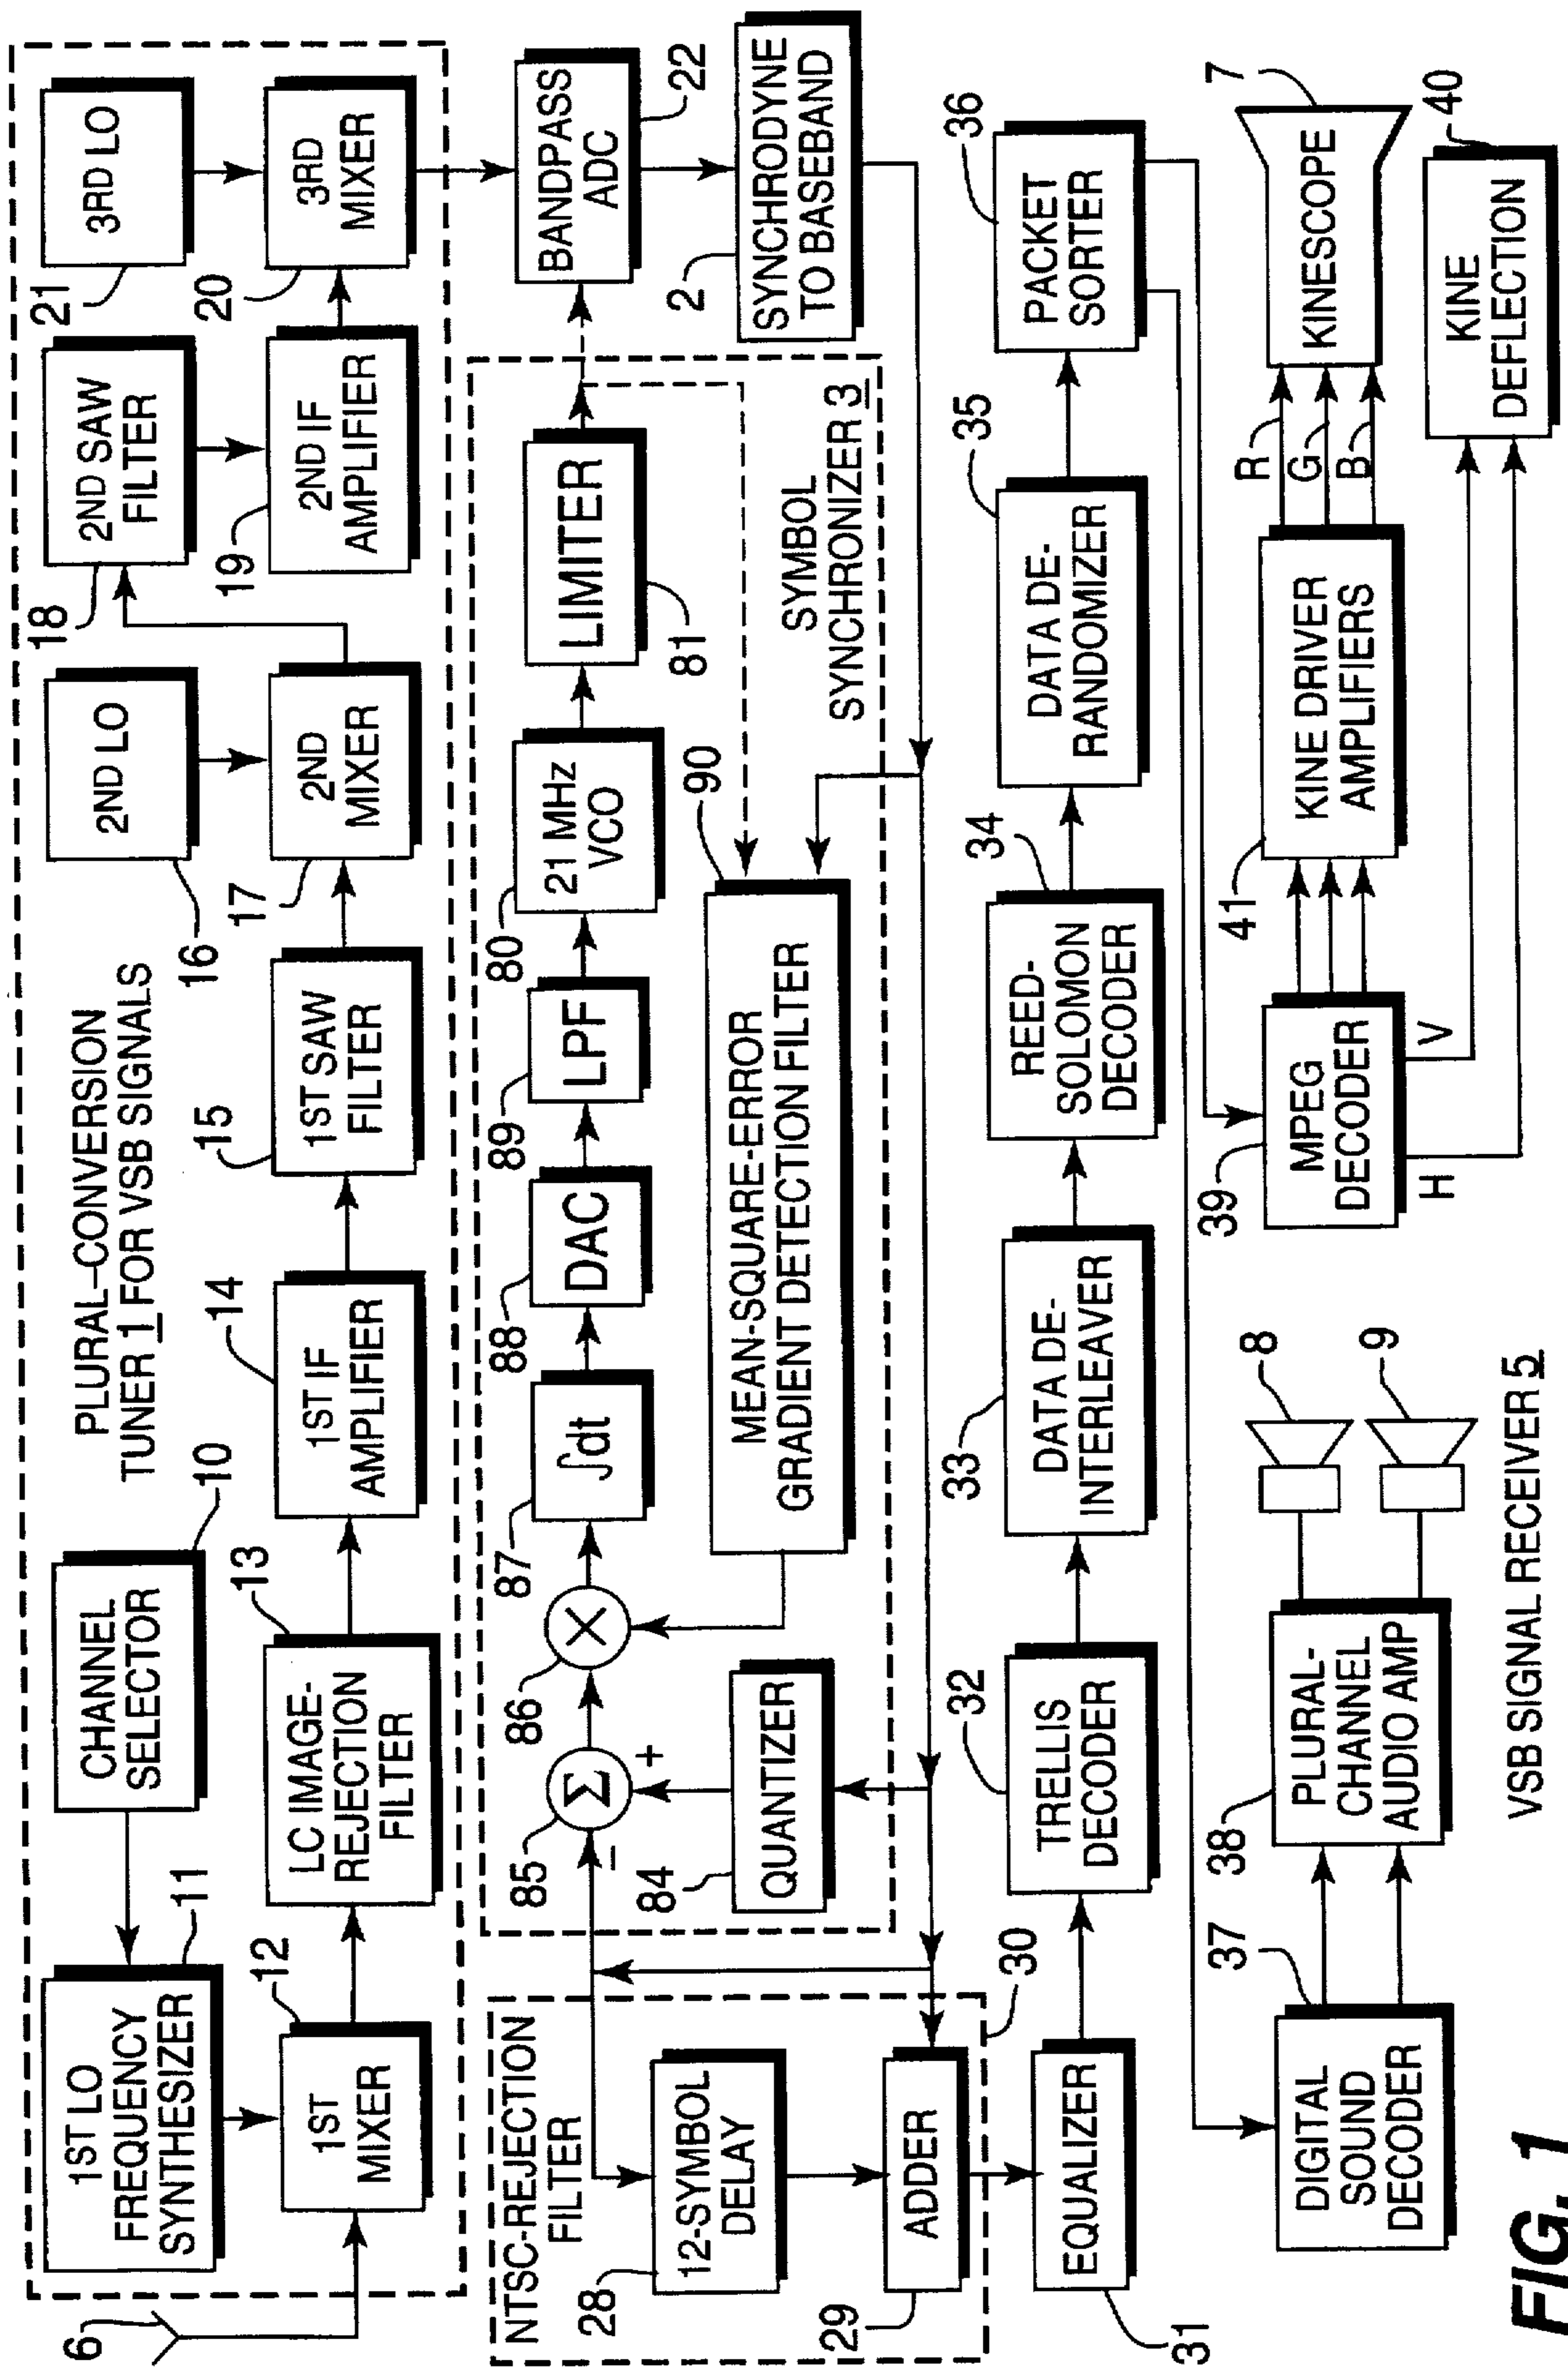 PLURAL–CONVERSION
TUNER 1 FOR VSB SIGNALS
6
1ST LO
FREQUENCY
SYNTHESIZER
11
CHANNEL
SELECTOR
10
1ST
MIXER
12
LC IMAGE-
REJECTION
FILTER
13
1ST IF
AMPLIFIER
14
1ST SAW
FILTER
15
2ND LO
16
2ND
MIXER
17
2ND SAW
FILTER
18
2ND IF
AMPLIFIER
19
3RD LO
21
3RD
MIXER
20
BANDPASS
ADC
22
SYNCHRODYNE
TO BASEBAND
2
SYMBOL
SYNCHRONIZER 3
85
Σ
+
−
86
×
87
∫dt
88
DAC
89
LPF
80
21 MHz
VCO
LIMITER
81
84
QUANTIZER
MEAN-SQUARE-ERROR
GRADIENT DETECTION FILTER
90
NTSC-REJECTION
FILTER
28
12-SYMBOL
DELAY
29
ADDER
30
EQUALIZER
31
TRELLIS
DECODER
32
DATA DE-
INTERLEAVER
33
REED-
SOLOMON
DECODER
34
DATA DE-
RANDOMIZER
35
PACKET
SORTER
36
DIGITAL
SOUND
DECODER
37
PLURAL-
CHANNEL
AUDIO AMP
38
8
9
MPEG
DECODER
39
H
V
KINE DRIVER
AMPLIFIERS
41
R
G
B
KINESCOPE
7
KINE
DEFLECTION
40
VSB SIGNAL RECEIVER 5
FIG. 1